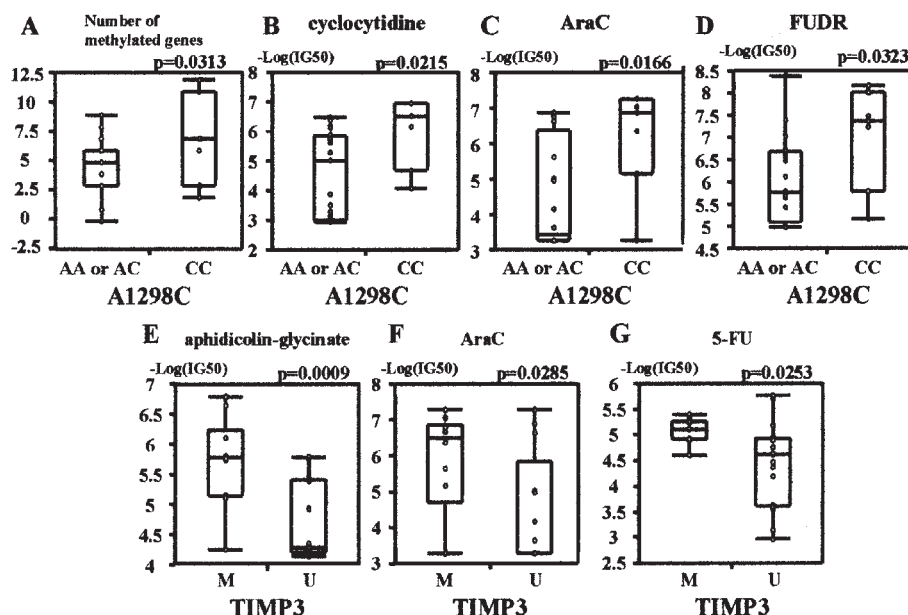 A Number of methylated genes
p=0.0313
12.5
10
7.5
5
2.5
0
-2.5
AA or AC CC
A1298C
B cyclocytidine
-Log(IG50)
p=0.0215
8
7
6
5
4
3
2
AA or AC CC
A1298C
C AraC
-Log(IG50)
p=0.0166
8
7
6
5
4
3
AA or AC CC
A1298C
D FUDR
-Log(IG50)
p=0.0323
8.5
8
7.5
7
6.5
6
5.5
5
4.5
AA or AC CC
A1298C
E aphidicolin-glycinate
-Log(IG50)
p=0.0009
7
6.5
6
5.5
5
4.5
4
M U
TIMP3
F AraC
-Log(IG50)
p=0.0285
8
7
6
5
4
3
M U
TIMP3
G 5-FU
-Log(IG50)
p=0.0253
6
5.5
5
4.5
4
3.5
3
2.5
M U
TIMP3